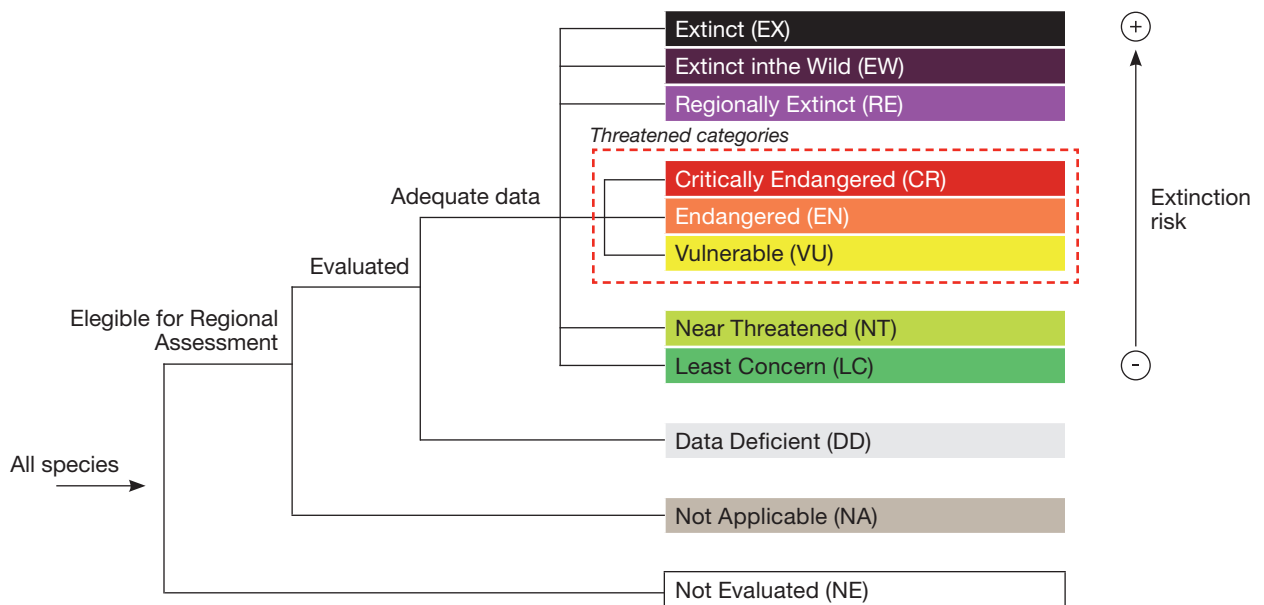 Extinct (EX)
Extinct inthe Wild (EW)
Regionally Extinct (RE)
Threatened categories
Critically Endangered (CR)
Endangered (EN)
Vulnerable (VU)
Near Threatened (NT)
Least Concern (LC)
Data Deficient (DD)
Not Applicable (NA)
Not Evaluated (NE)
Adequate data
Evaluated
Elegible for Regional
Assessment
All species
+
Extinction
risk
-